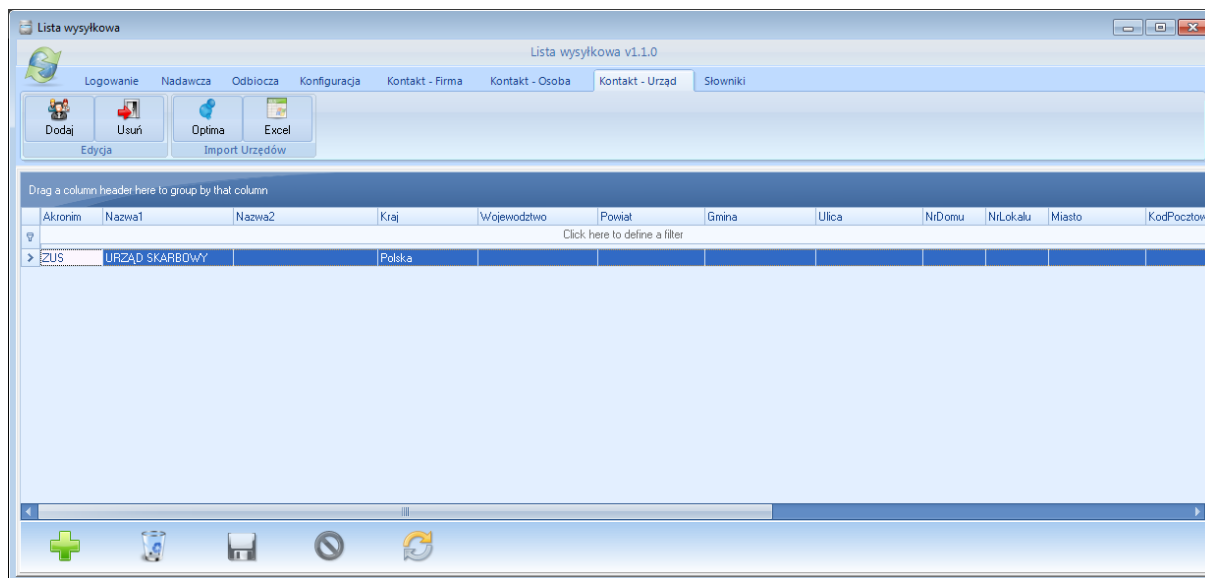 Lista wysyłkowa
Lista wysyłkowa v1.1.0
Logowanie Nadawcza Odbiocza Konfiguracja Kontakt - Firma Kontakt - Osoba Kontakt - Urząd Słowniki
Dodaj Usuń Optima Excel
Edycja Import Urzędów
Drag a column header here to group by that column
Akronim Nazwa1 Nazwa2 Kraj Wojewodztwo Powiat Gmina Ulica NrDomu NrLokalu Miasto KodPocztow
Click here to define a filter
ZUS URZĄD SKARBOWY Polska